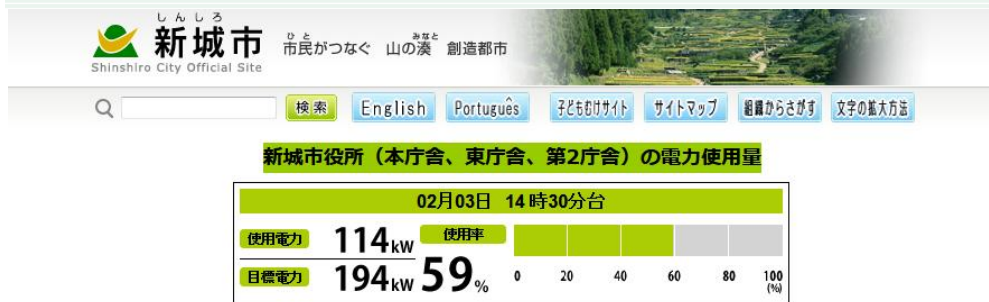 しんしろ
新城市
Shinshiro City Official Site
ひと みなと
市民がつなぐ 山の湊 創造都市
検索 English Português 子どもむけサイト サイトマップ 組織からさがす 文字の拡大方法
新城市役所（本庁舎、東庁舎、第2庁舎）の電力使用量
02月03日 14時30分台
使用電力 114kW 使用率
目標電力 194kW 59%
0 20 40 60 80 100
(%)